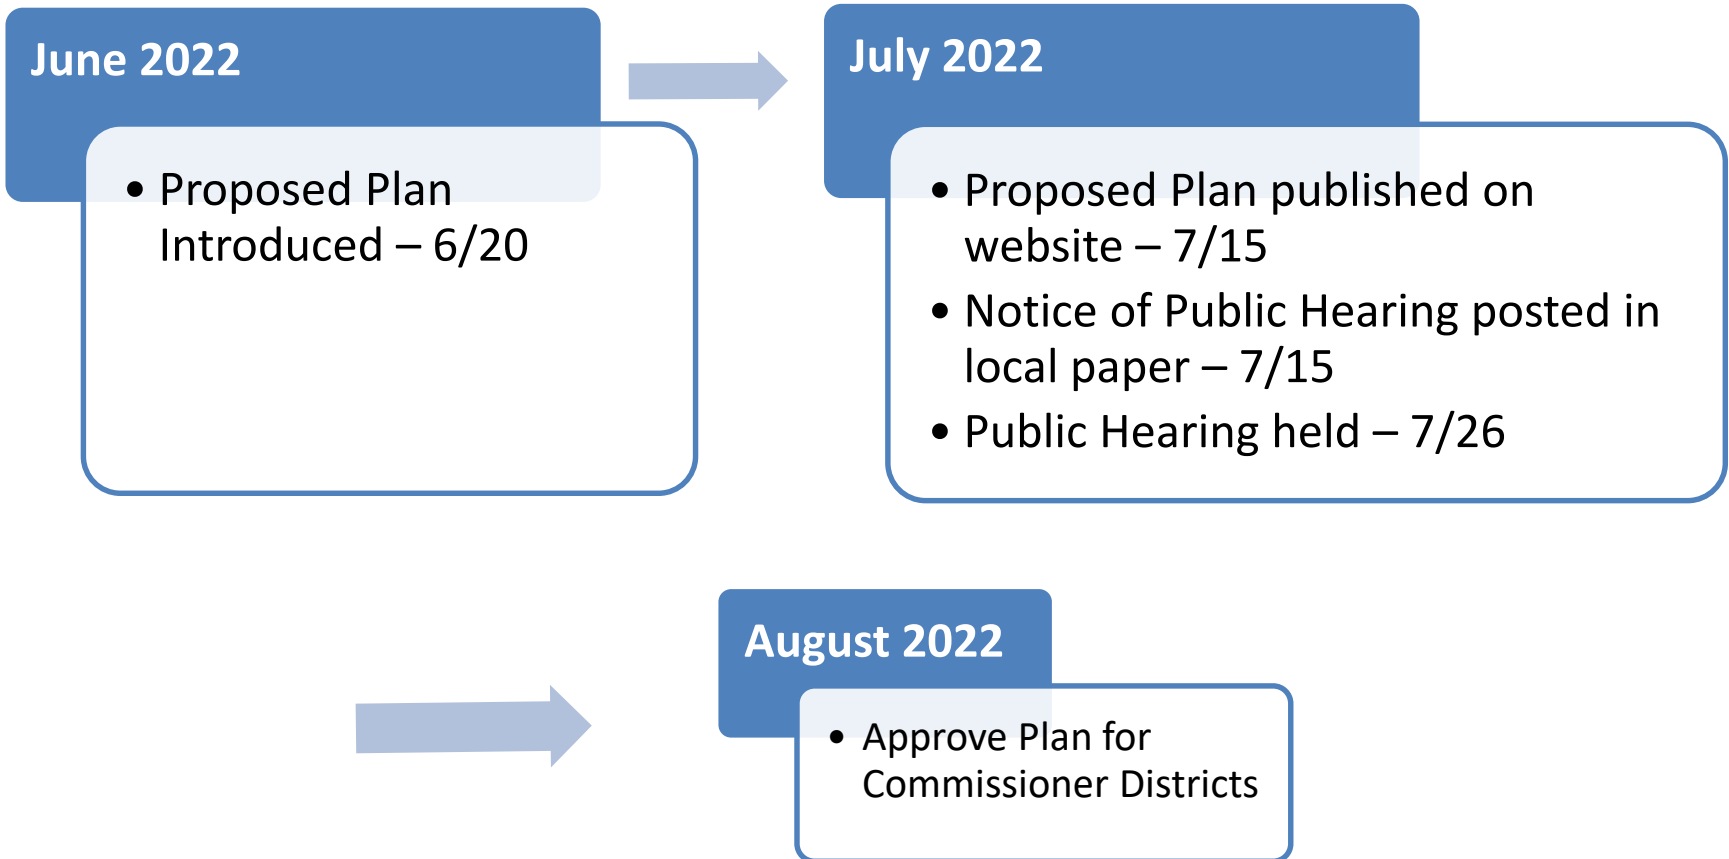 June 2022
• Proposed Plan
Introduced – 6/20
July 2022
• Proposed Plan published on
website – 7/15
• Notice of Public Hearing posted in
local paper – 7/15
• Public Hearing held – 7/26
August 2022
• Approve Plan for
Commissioner Districts